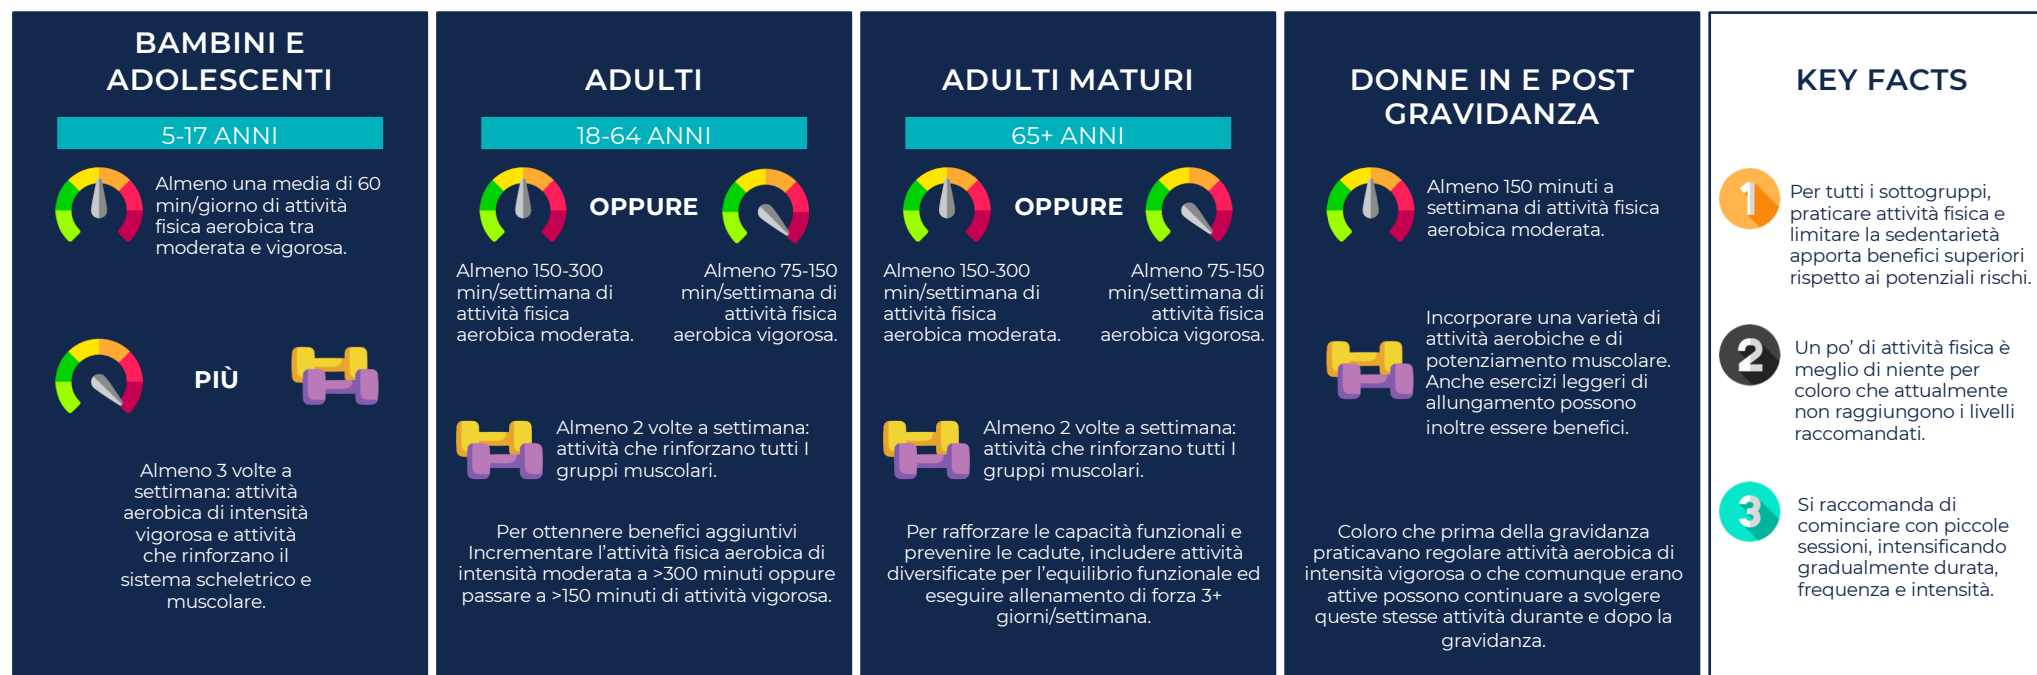 BAMBINI E
ADOLESCENTI
5-17 ANNI
Almeno una media di 60
min/giorno di attività
fisica aerobica tra
moderata e vigorosa.
PIÙ
Almeno 3 volte a
settimana: attività
aerobica di intensità
vigorosa e attività
che rinforzano il
sistema scheletrico e
muscolare.
ADULTI
18-64 ANNI
OPPURE
Almeno 150-300
min/settimana di
attività fisica
aerobica moderata.
Almeno 75-150
min/settimana di
attività fisica
aerobica vigorosa.
Almeno 2 volte a settimana:
attività che rinforzano tutti I
gruppi muscolari.
Per ottennere benefici aggiuntivi
Incrementare l’attività fisica aerobica di
intensità moderata a >300 minuti oppure
passare a >150 minuti di attività vigorosa.
ADULTI MATURI
65+ ANNI
OPPURE
Almeno 150-300
min/settimana di
attività fisica
aerobica moderata.
Almeno 75-150
min/settimana di
attività fisica
aerobica vigorosa.
Almeno 2 volte a settimana:
attività che rinforzano tutti I
gruppi muscolari.
Per rafforzare le capacità funzionali e
prevenire le cadute, includere attività
diversificate per l’equilibrio funzionale ed
eseguire allenamento di forza 3+
giorni/settimana.
DONNE IN E POST
GRAVIDANZA
Almeno 150 minuti a
settimana di attività fisica
aerobica moderata.
Incorporare una varietà di
attività aerobiche e di
potenziamento muscolare.
Anche esercizi leggeri di
allungamento possono
inoltre essere benefici.
Coloro che prima della gravidanza
praticavano regolare attività aerobica di
intensità vigorosa o che comunque erano
attive possono continuare a svolgere
queste stesse attività durante e dopo la
gravidanza.
KEY FACTS
1
Per tutti i sottogruppi,
praticare attività fisica e
limitare la sedentarietà
apporta benefici superiori
rispetto ai potenziali rischi.
2
Un po’ di attività fisica è
meglio di niente per
coloro che attualmente
non raggiungono i livelli
raccomandati.
3
Si raccomanda di
cominciare con piccole
sessioni, intensificando
gradualmente durata,
frequenza e intensità.